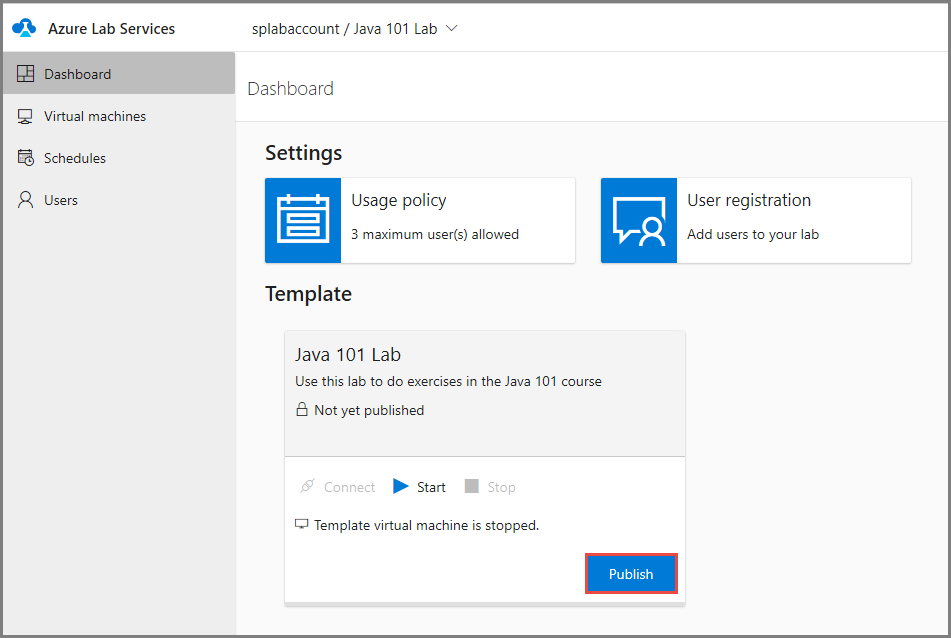 Azure Lab Services
splabaccount / Java 101 Lab
Dashboard
Virtual machines
Schedules
Users
Dashboard
Settings
Usage policy
3 maximum user(s) allowed
User registration
Add users to your lab
Template
Java 101 Lab
Use this lab to do exercises in the Java 101 course
Not yet published
Connect Start Stop
Template virtual machine is stopped.
Publish